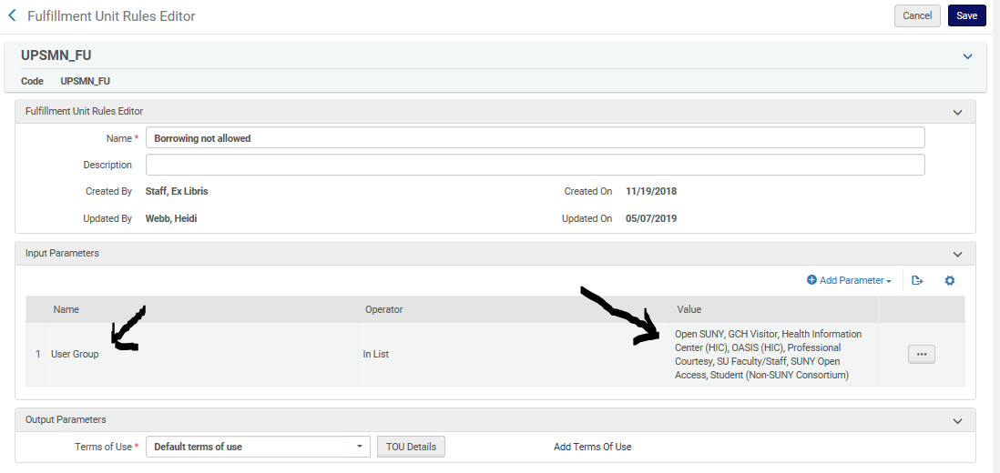 Fulfillment Unit Rules Editor
Cancel
Save
UPSMN_FU
Code UPSMN_FU
Fulfillment Unit Rules Editor
Name * Borrowing not allowed
Description
Created By Staff, Ex Libris Created On 11/19/2018
Updated By Webb, Heidi Updated On 05/07/2019
Input Parameters
Add Parameter
Name Operator Value
1 User Group In List
Open SUNY, GCH Visitor, Health Information
Center (HIC), OASIS (HIC), Professional
Courtesy, SU Faculty/Staff, SUNY Open
Access, Student (Non-SUNY Consortium)
Output Parameters
Terms of Use * Default terms of use TOU Details Add Terms Of Use